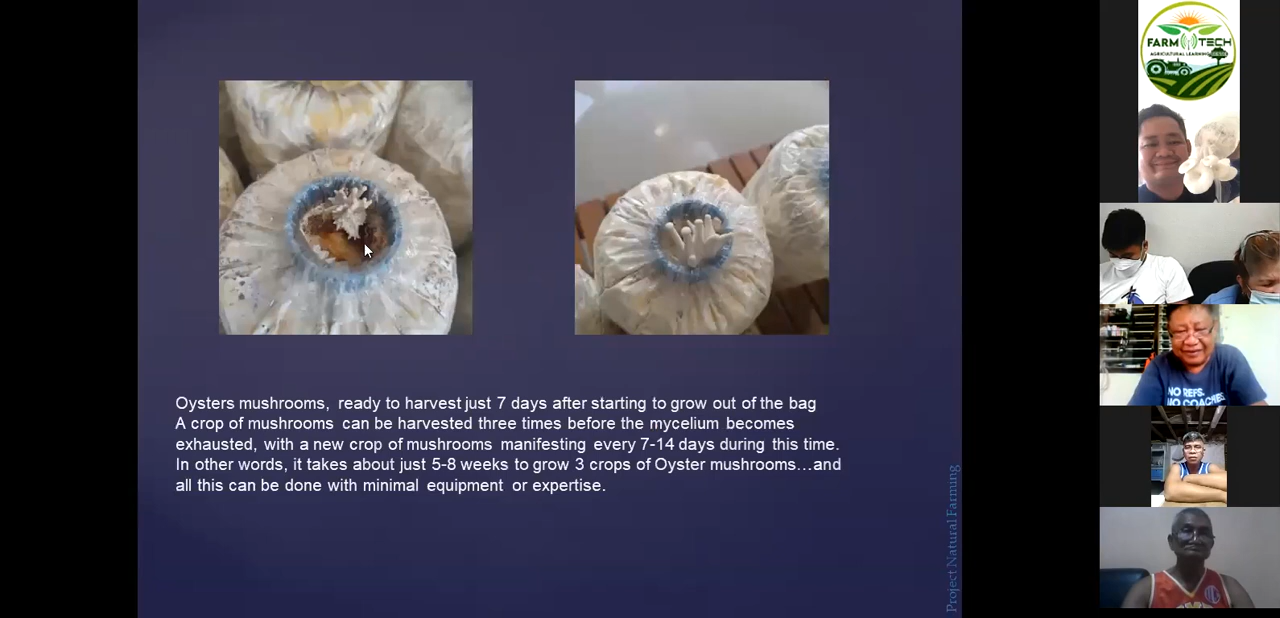 Oysters mushrooms, ready to harvest just 7 days after starting to grow out of the bag
A crop of mushrooms can be harvested three times before the mycelium becomes
exhausted, with a new crop of mushrooms manifesting every 7-14 days during this time.
In other words, it takes about just 5-8 weeks to grow 3 crops of Oyster mushrooms…and
all this can be done with minimal equipment or expertise.
Project Natural Farming
FARM TECH
AGRICULTURAL LEARNING
NO REFS.
NO COACHES.